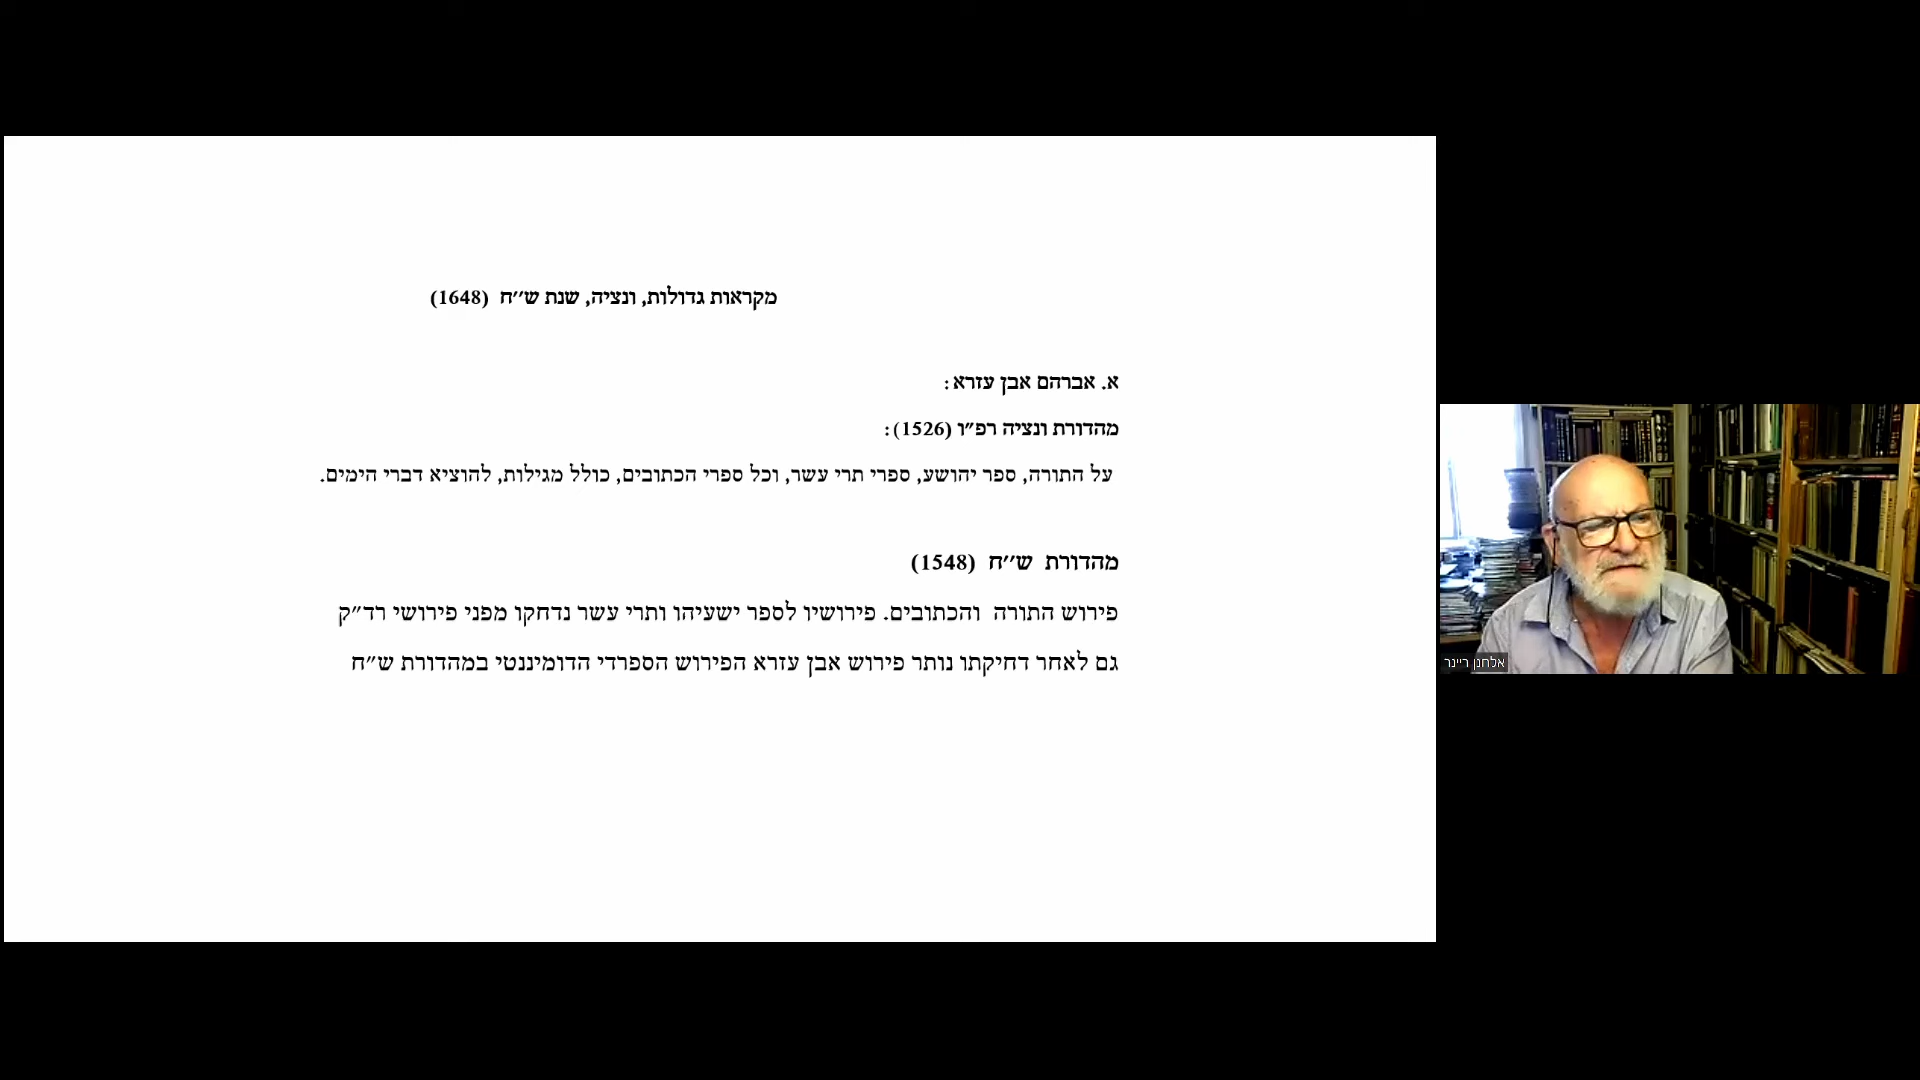 מקראות גדולות, ונציה, שנת ש׳׳ח (1648)
א. אברהם אבן עזרא:
מהדורת ונציה רפ״ו (1526):
על התורה, ספר יהושע, ספרי תרי עשר, וכל ספרי הכתובים, כולל מגילות, להוציא דברי הימים.
מהדורת ש׳׳ח (1548)
פירוש התורה והכתובים. פירושיו לספר ישעיהו ותרי עשר נדחקו מפני פירושי רד״ק
גם לאחר דחיקתו נותר פירוש אבן עזרא הפירוש הספרדי הדומיננטי במהדורת ש״ח
אלחנן ריינר